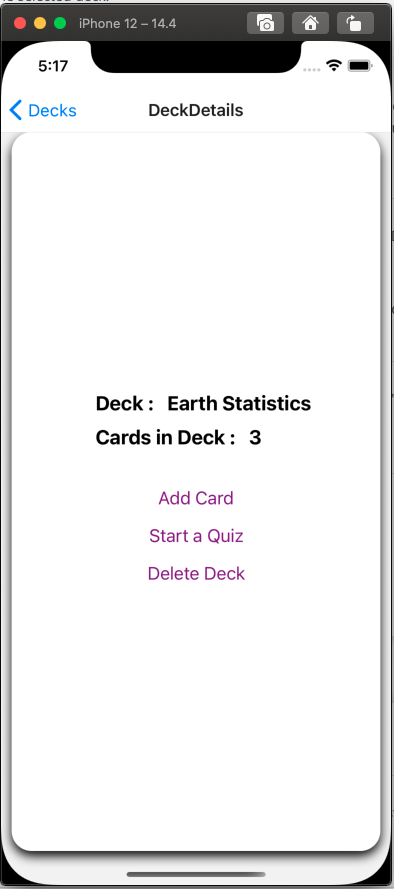 iPhone 12 – 14.4
5:17
Decks DeckDetails
Deck : Earth Statistics
Cards in Deck : 3
Add Card
Start a Quiz
Delete Deck